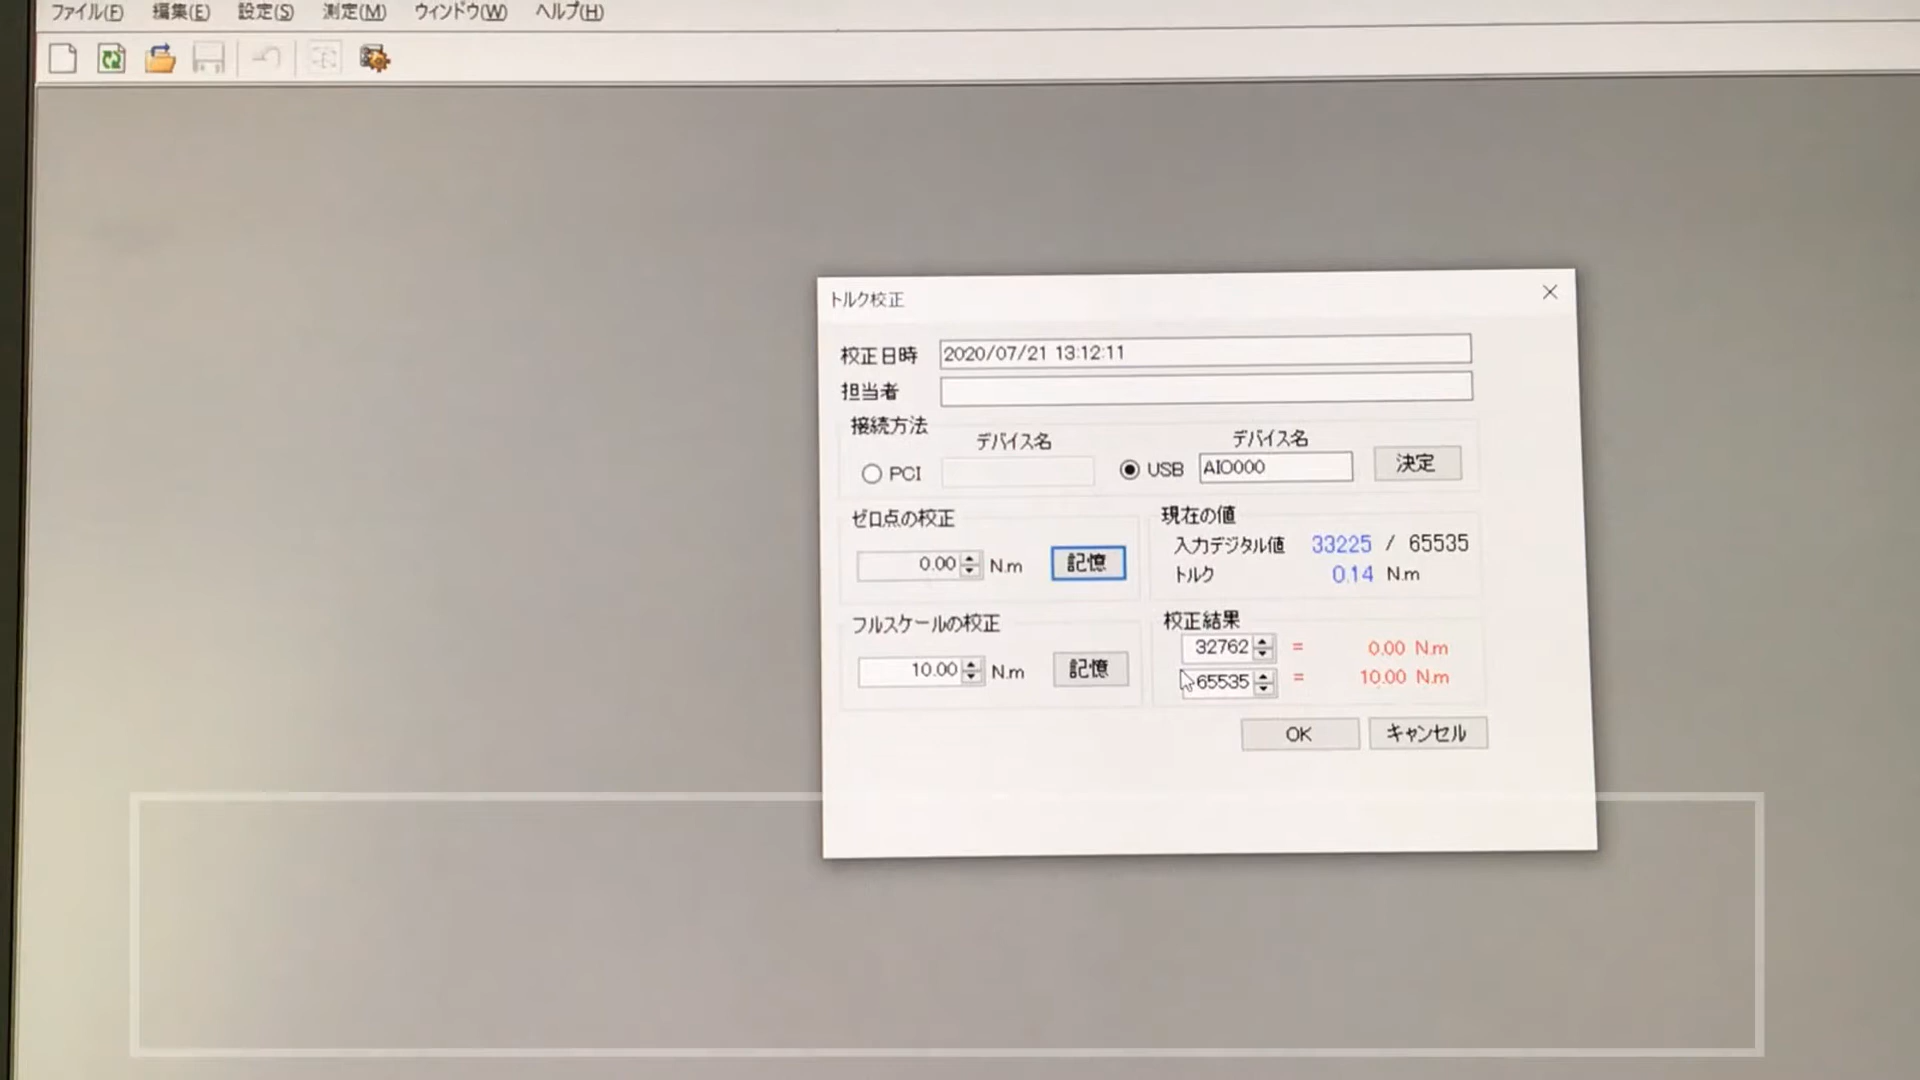 ファイル(F) 編集(E) 設定(S) 測定(M) ウィンドウ(W) ヘルプ(H)
トルク校正
校正日時 2020/07/21 13:12:11
担当者
接続方法
デバイス名 デバイス名
PCI USB AIO000 決定
ゼロ点の校正
0.00 N.m 記憶
現在の値
入力デジタル値 33225 / 65535
トルク 0.14 N.m
フルスケールの校正
10.00 N.m 記憶
校正結果
32762 = 0.00 N.m
65535 = 10.00 N.m
OK キャンセル